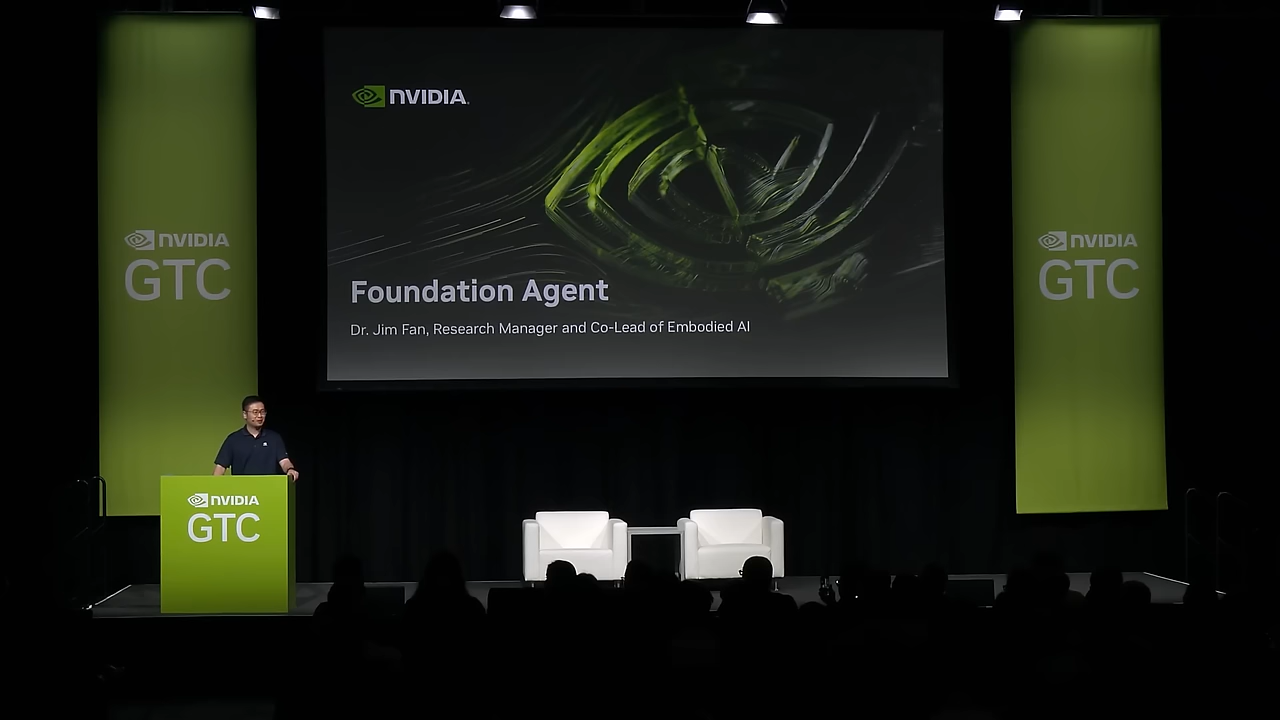 NVIDIA
GTC
NVIDIA
Foundation Agent
Dr. Jim Fan, Research Manager and Co-Lead of Embodied AI
NVIDIA
GTC
NVIDIA
GTC